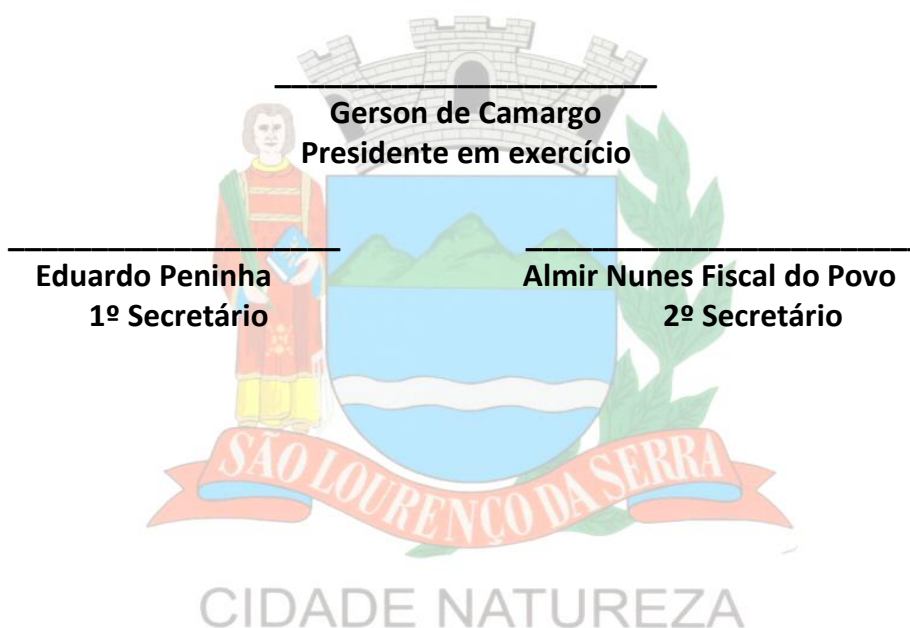 Gerson de Camargo
Presidente em exercício
Eduardo Peninha Almir Nunes Fiscal do Povo
1º Secretário 2º Secretário
SÃO LOURENÇO DA SERRA
CIDADE NATUREZA